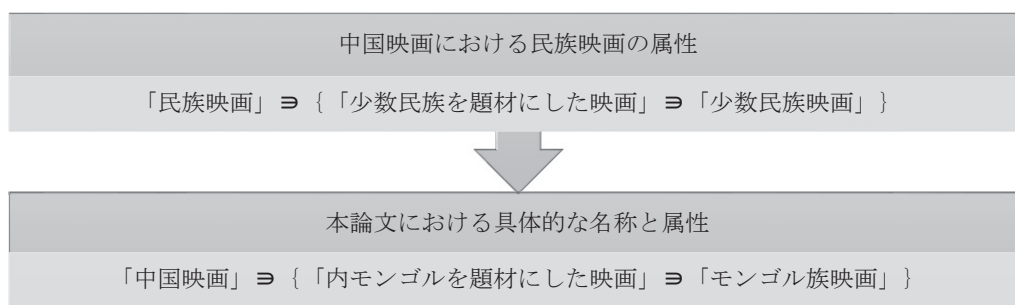 中国映画における民族映画の属性
「民族映画」∋｛「少数民族を題材にした映画」∋「少数民族映画」｝
本論文における具体的な名称と属性
「中国映画」∋｛「内モンゴルを題材にした映画」∋「モンゴル族映画」｝